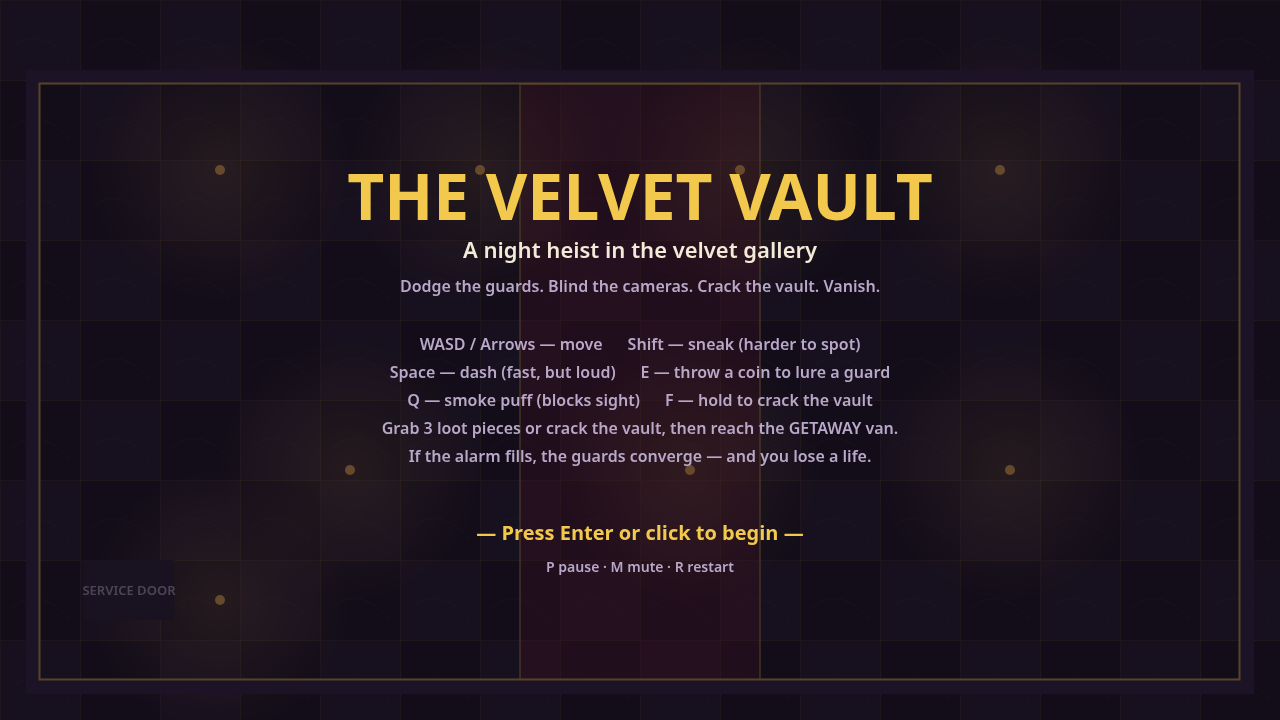 THE VELVET VAULT
A night heist in the velvet gallery
Dodge the guards. Blind the cameras. Crack the vault. Vanish.
WASD / Arrows — move Shift — sneak (harder to spot)
Space — dash (fast, but loud) E — throw a coin to lure a guard
Q — smoke puff (blocks sight) F — hold to crack the vault
Grab 3 loot pieces or crack the vault, then reach the GETAWAY van.
If the alarm fills, the guards converge — and you lose a life.
— Press Enter or click to begin —
P pause · M mute · R restart
SERVICE DOOR